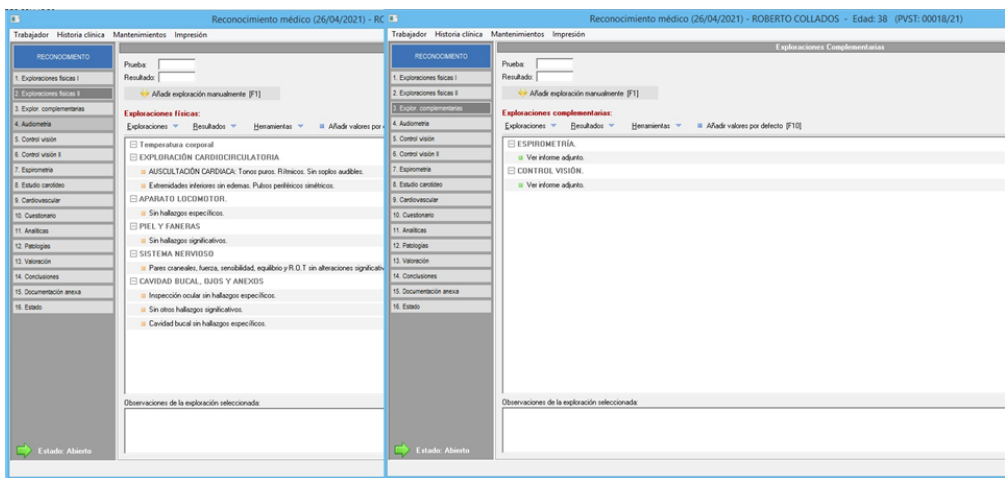 Reconocimiento médico (26/04/2021) - RC
Trabajador Historia clínica Mantenimientos Impresión
RECONOCIMIENTO
1. Exploraciones físicas I
2. Exploraciones físicas II
3. Explor. complementarias
4. Audiometría
5. Control visión
6. Control visión II
7. Espirometría
8. Estudio carotídeo
9. Cardiovascular
10. Cuestionario
11. Analíticas
12. Patologías
13. Valoración
14. Conclusiones
15. Documentación anexa
16. Estado
Estado: Abierto
Prueba:
Resultado:
Añadir exploración manualmente [F1]
Exploraciones físicas:
Exploraciones Resultados Herramientas Añadir valores por
Temperatura corporal
EXPLORACIÓN CARDIOCIRCULATORIA
AUSCULTACIÓN CARDIACA: Tonos puros. Rítmicos. Sin soplos audibles.
Extremidades inferiores sin edemas. Pulsos periféricos simétricos.
APARATO LOCOMOTOR.
Sin hallazgos específicos.
PIEL Y FANERAS
Sin hallazgos significativos.
SISTEMA NERVIOSO
Pares craneales, fuerza, sensibilidad, equilibrio y R.O.T sin alteraciones significativ
CAVIDAD BUCAL, OJOS Y ANEXOS
Inspección ocular sin hallazgos específicos.
Sin otros hallazgos significativos.
Cavidad bucal sin hallazgos específicos.
Observaciones de la exploración seleccionada:
Reconocimiento médico (26/04/2021) - ROBERTO COLLADOS - Edad: 38 (PVST: 00018/21)
Trabajador Historia clínica Mantenimientos Impresión
RECONOCIMIENTO
1. Exploraciones físicas I
2. Exploraciones físicas II
3. Explor. complementarias
4. Audiometría
5. Control visión
6. Control visión II
7. Espirometría
8. Estudio carotídeo
9. Cardiovascular
10. Cuestionario
11. Analíticas
12. Patologías
13. Valoración
14. Conclusiones
15. Documentación anexa
16. Estado
Estado: Abierto
Exploraciones Complementarias
Prueba:
Resultado:
Añadir exploración manualmente [F1]
Exploraciones complementarias:
Exploraciones Resultados Herramientas Añadir valores por defecto [F10]
ESPIROMETRÍA.
Ver informe adjunto.
CONTROL VISIÓN.
Ver informe adjunto.
Observaciones de la exploración seleccionada: